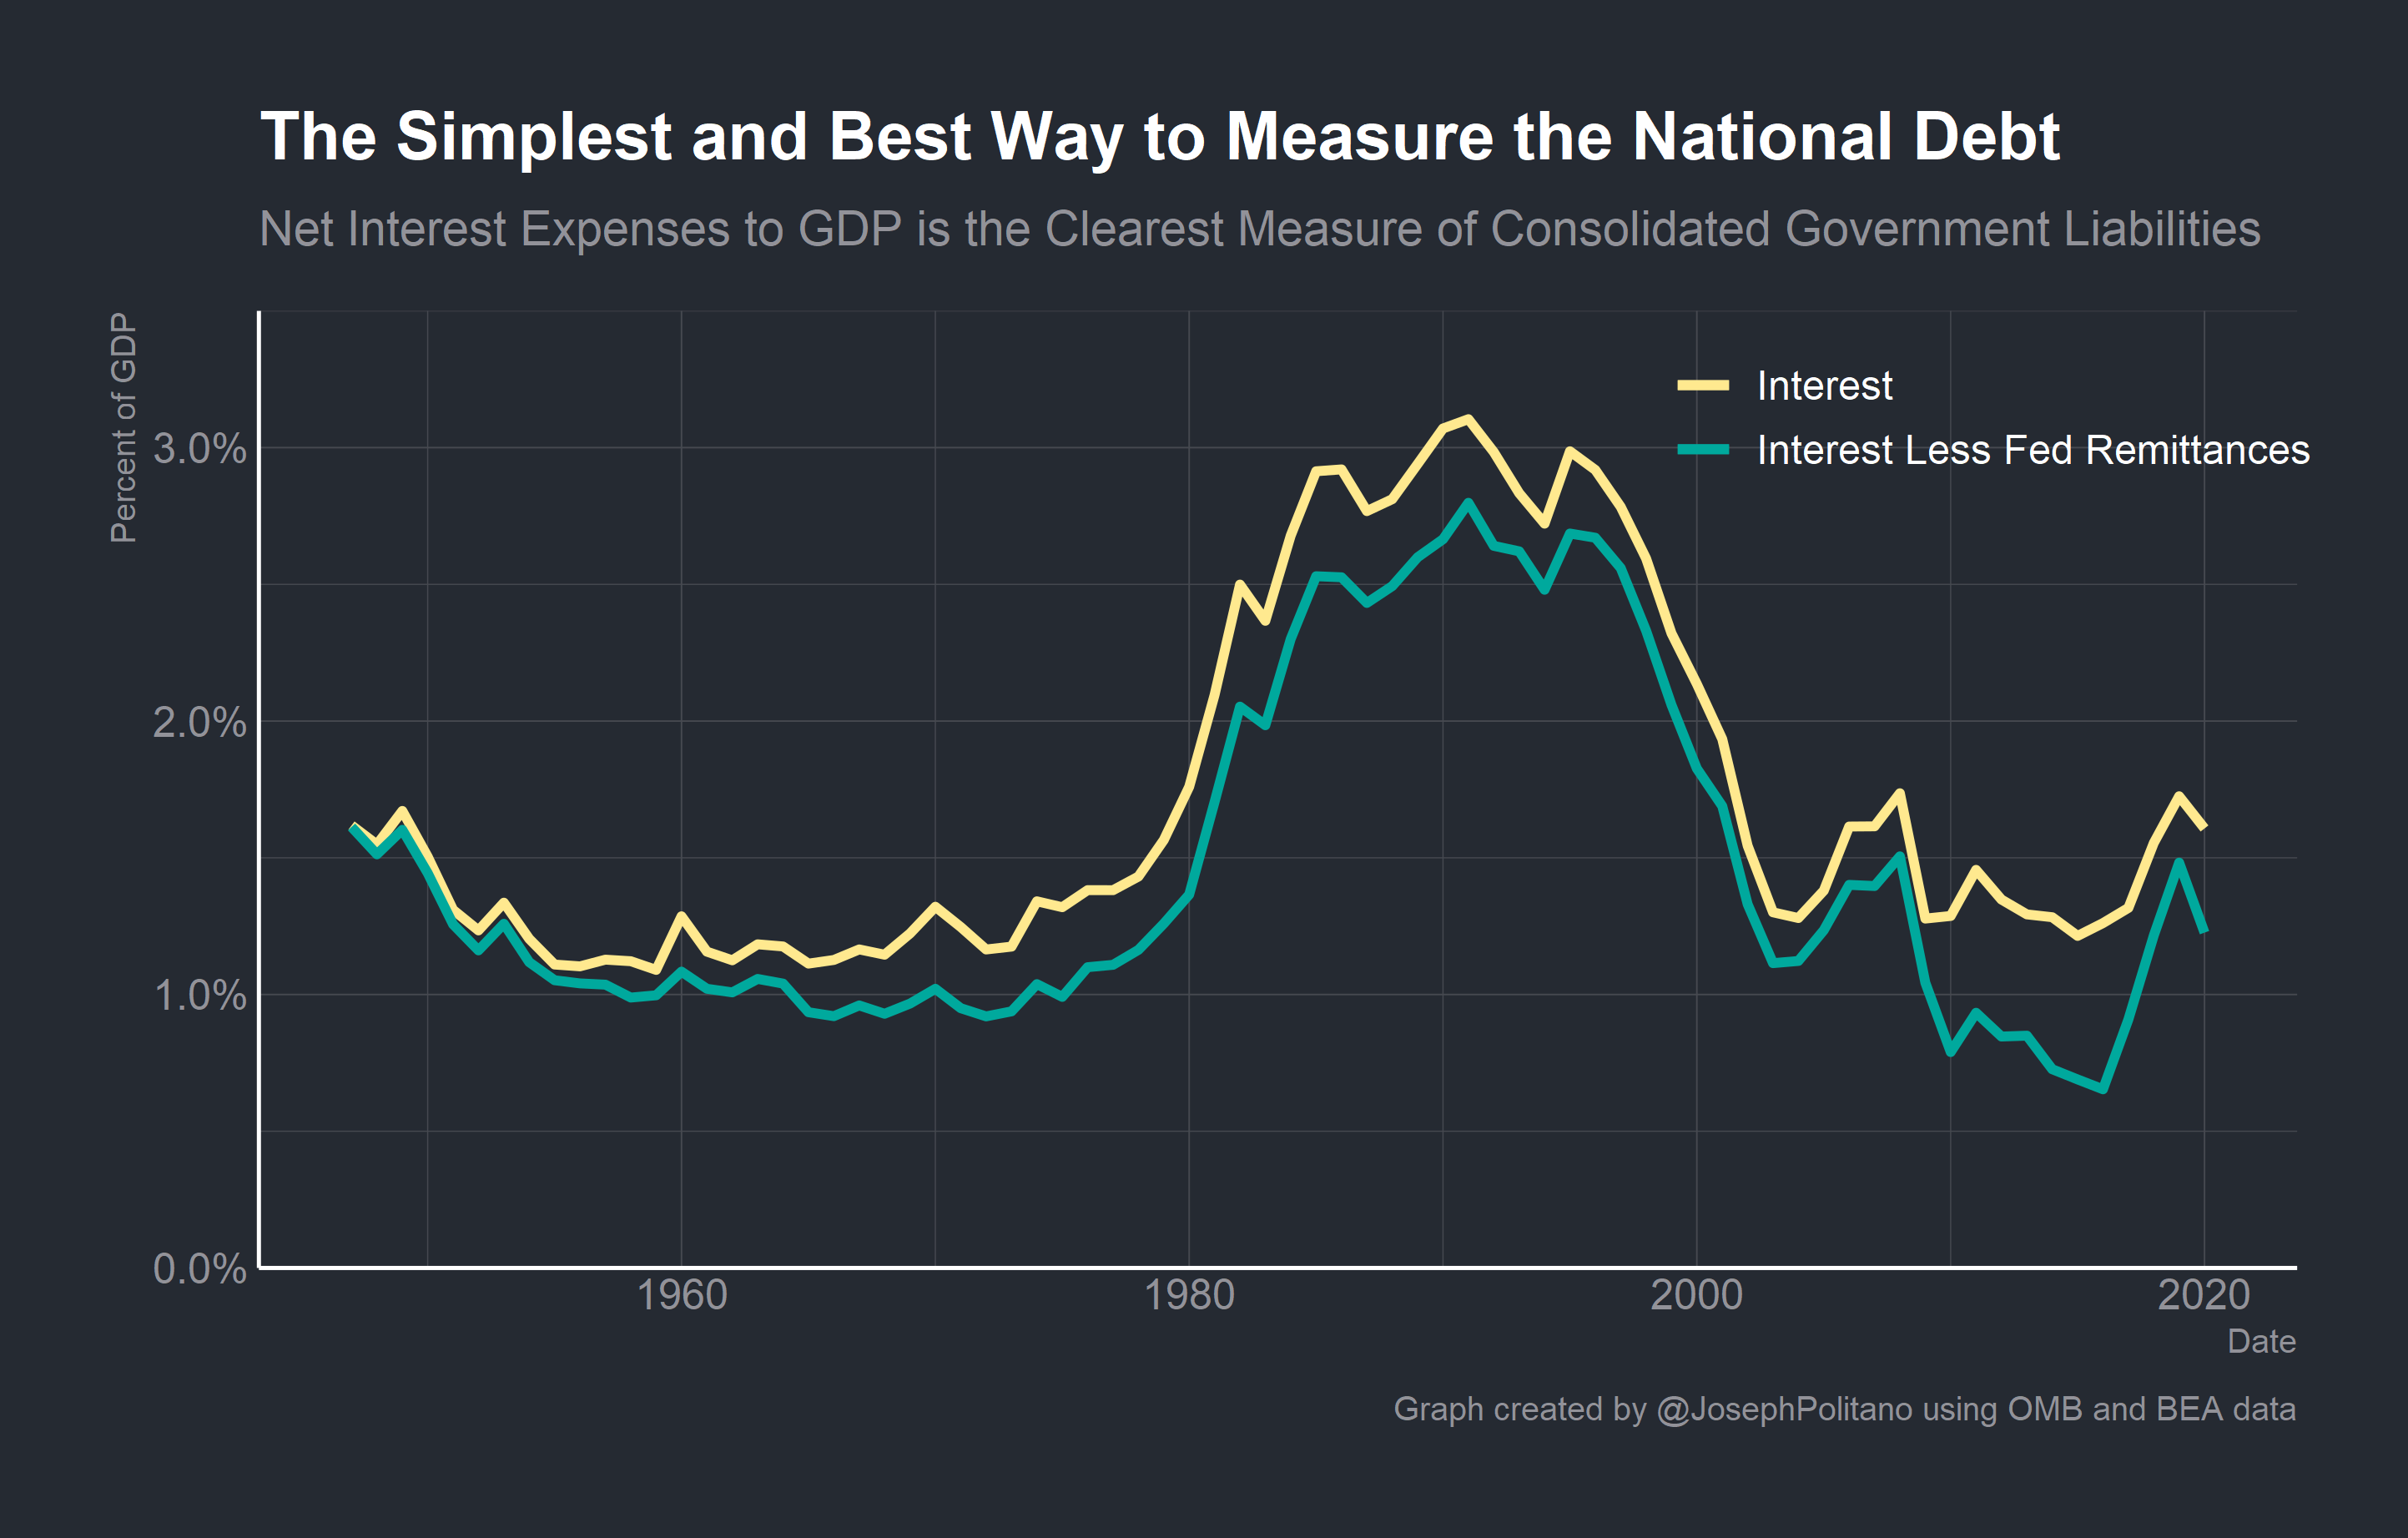 The Simplest and Best Way to Measure the National Debt
Net Interest Expenses to GDP is the Clearest Measure of Consolidated Government Liabilities
Percent of GDP
Interest
Interest Less Fed Remittances
3.0%
2.0%
1.0%
0.0%
1960 1980 2000 2020
Date
Graph created by @JosephPolitano using OMB and BEA data